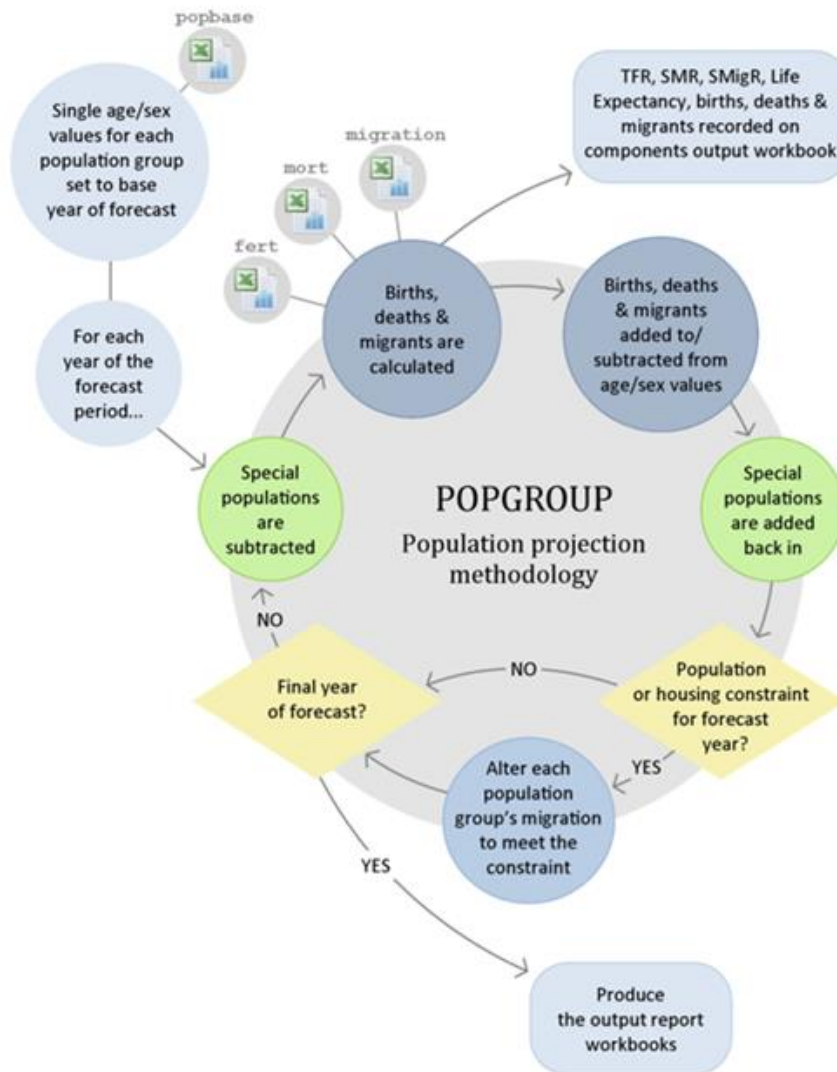 popbase
Single age/sex
values for each
population group
set to base
year of forecast
For each
year of the
forecast
period...
migration
mort
fert
TFR, SMR, SMigR, Life
Expectancy, births, deaths &
migrants recorded on
components output workbook
Births,
deaths &
migrants are
calculated
Births, deaths
& migrants
added to/
subtracted from
age/sex values
Special
populations
are
subtracted
POPGROUP
Population projection
methodology
Special
populations
are added
back in
NO
Final year
of forecast?
NO
Population
or housing constraint
for forecast
year?
YES
Alter each
population
group's migration
to meet the
constraint
YES
Produce
the output report
workbooks